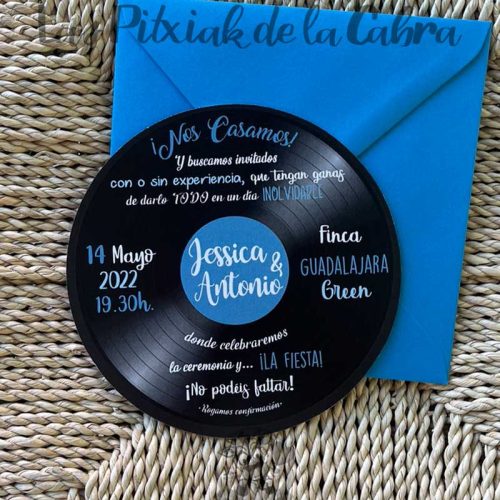 Las Pitxiak de la Cabra
¡Nos Casamos!
Y buscamos invitados
con o sin experiencia, que tengan ganas
de darlo TODO en un día INOLVIDABLE
14 Mayo
2022
19.30h.
Jessica &
Antonio
Finca
GUADALAJARA
Green
donde celebraremos
la ceremonia y... ¡LA FIESTA!
¡No podéis faltar!
·Rogamos confirmación·